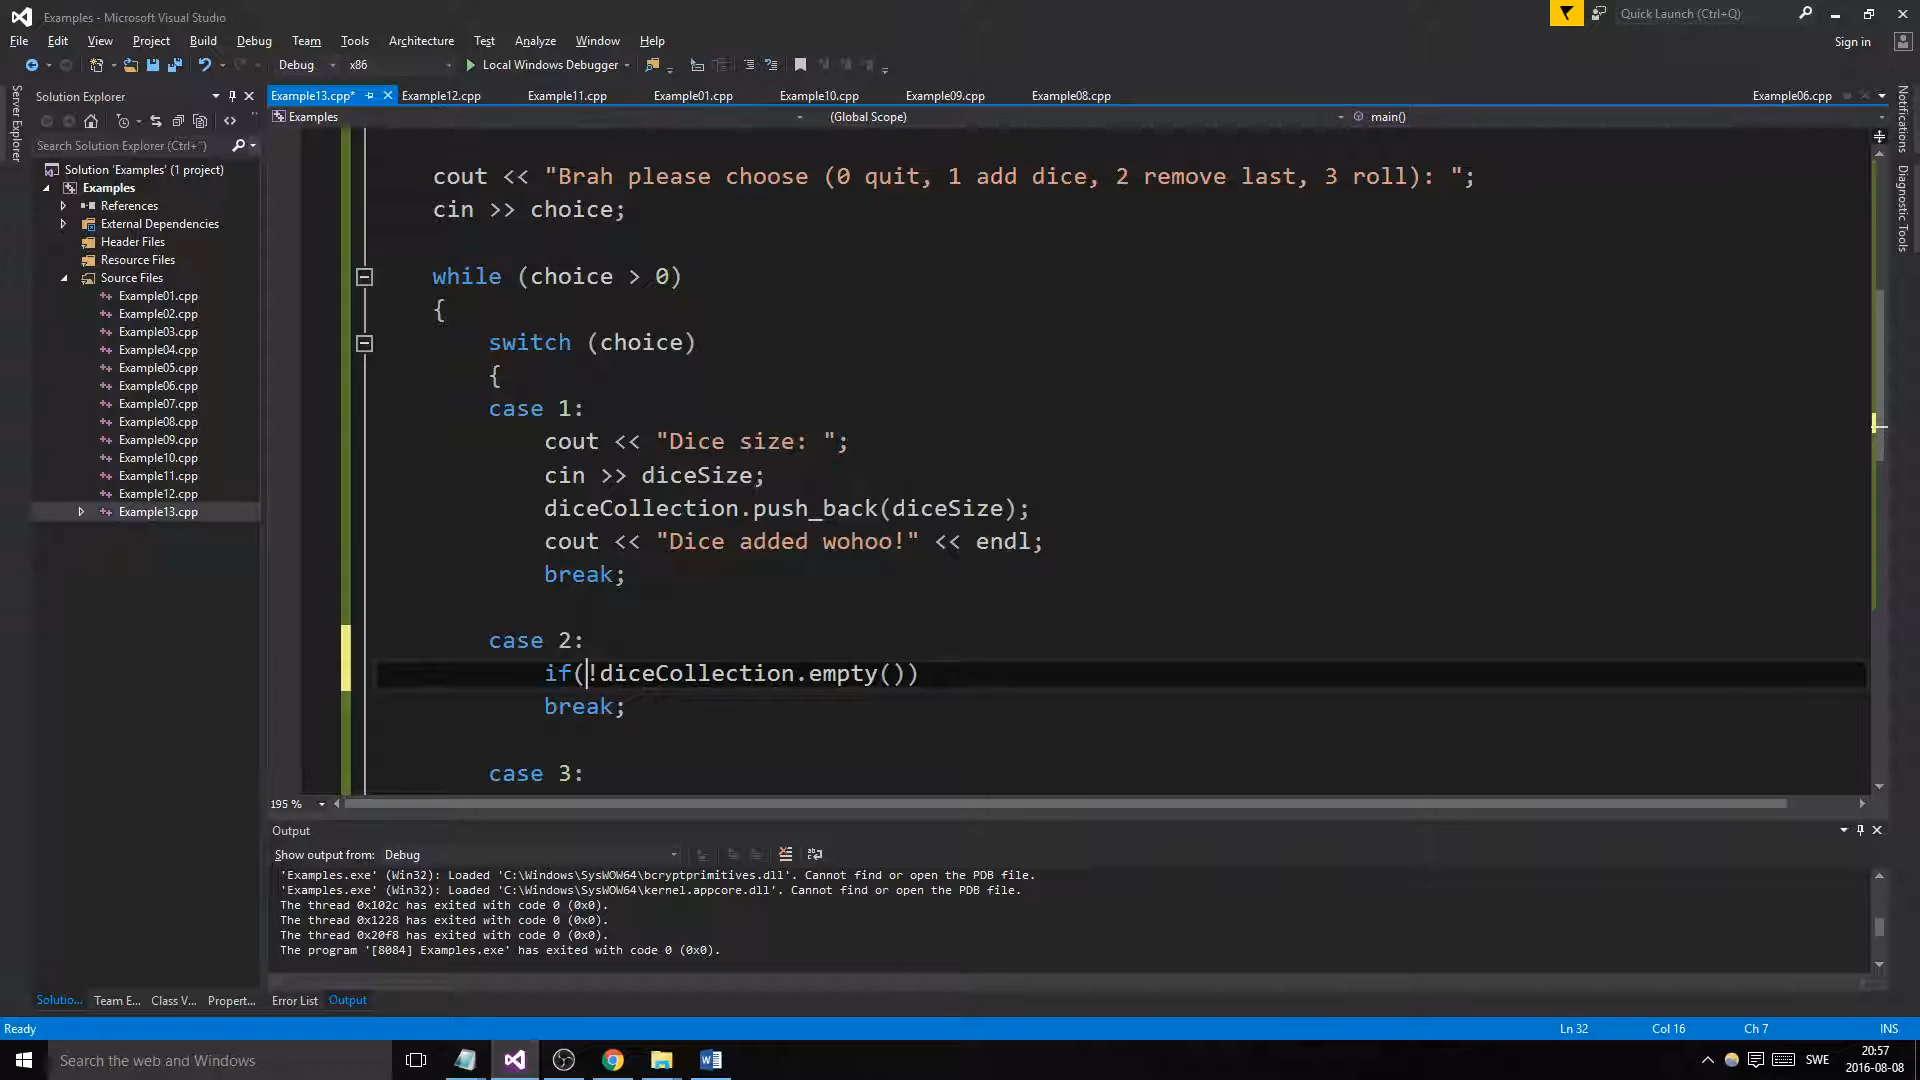 Examples - Microsoft Visual Studio
Quick Launch (Ctrl+Q)
File Edit View Project Build Debug Team Tools Architecture Test Analyze Window Help
Sign in
Debug x86 Local Windows Debugger
Server Explorer
Solution Explorer
Search Solution Explorer (Ctrl+¨)
Solution 'Examples' (1 project)
Examples
References
External Dependencies
Header Files
Resource Files
Source Files
Example01.cpp
Example02.cpp
Example03.cpp
Example04.cpp
Example05.cpp
Example06.cpp
Example07.cpp
Example08.cpp
Example09.cpp
Example10.cpp
Example11.cpp
Example12.cpp
Example13.cpp
Example13.cpp* Example12.cpp Example11.cpp Example01.cpp Example10.cpp Example09.cpp Example08.cpp Example06.cpp
Examples (Global Scope) main()
cout << "Brah please choose (0 quit, 1 add dice, 2 remove last, 3 roll): ";
cin >> choice;
while (choice > 0)
{
switch (choice)
{
case 1:
cout << "Dice size: ";
cin >> diceSize;
diceCollection.push_back(diceSize);
cout << "Dice added wohoo!" << endl;
break;
case 2:
if(!diceCollection.empty())
break;
case 3:
195 %
Notifications
Diagnostic Tools
Output
Show output from: Debug
'Examples.exe' (Win32): Loaded 'C:\Windows\SysWOW64\bcryptprimitives.dll'. Cannot find or open the PDB file.
'Examples.exe' (Win32): Loaded 'C:\Windows\SysWOW64\kernel.appcore.dll'. Cannot find or open the PDB file.
The thread 0x102c has exited with code 0 (0x0).
The thread 0x1228 has exited with code 0 (0x0).
The thread 0x20f8 has exited with code 0 (0x0).
The program '[8084] Examples.exe' has exited with code 0 (0x0).
Solutio... Team E... Class V... Propert... Error List Output
Ready Ln 32 Col 16 Ch 7 INS
Search the web and Windows
SWE
20:57
2016-08-08